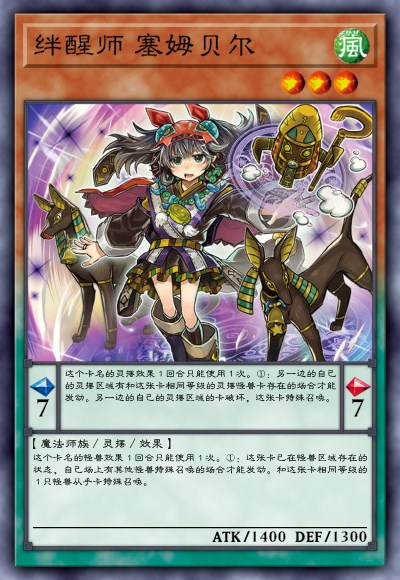 绊醒师 塞姆贝尔
風
这个卡名的灵摆效果1回合只能使用1次。①：另一边的自己
的灵摆区域有和这张卡相同等级的灵摆怪兽卡存在的场合才能
发动。另一边的自己的灵摆区域的卡破坏，这张卡特殊召唤。
7
7
【魔法师族／灵摆／效果】
这个卡名的怪兽效果1回合只能使用1次。①：这张卡已在怪兽区域存在的
状态，自己场上有其他怪兽特殊召唤的场合才能发动。和这张卡相同等级的
1只怪兽从手卡特殊召唤。
ATK/1400 DEF/1300